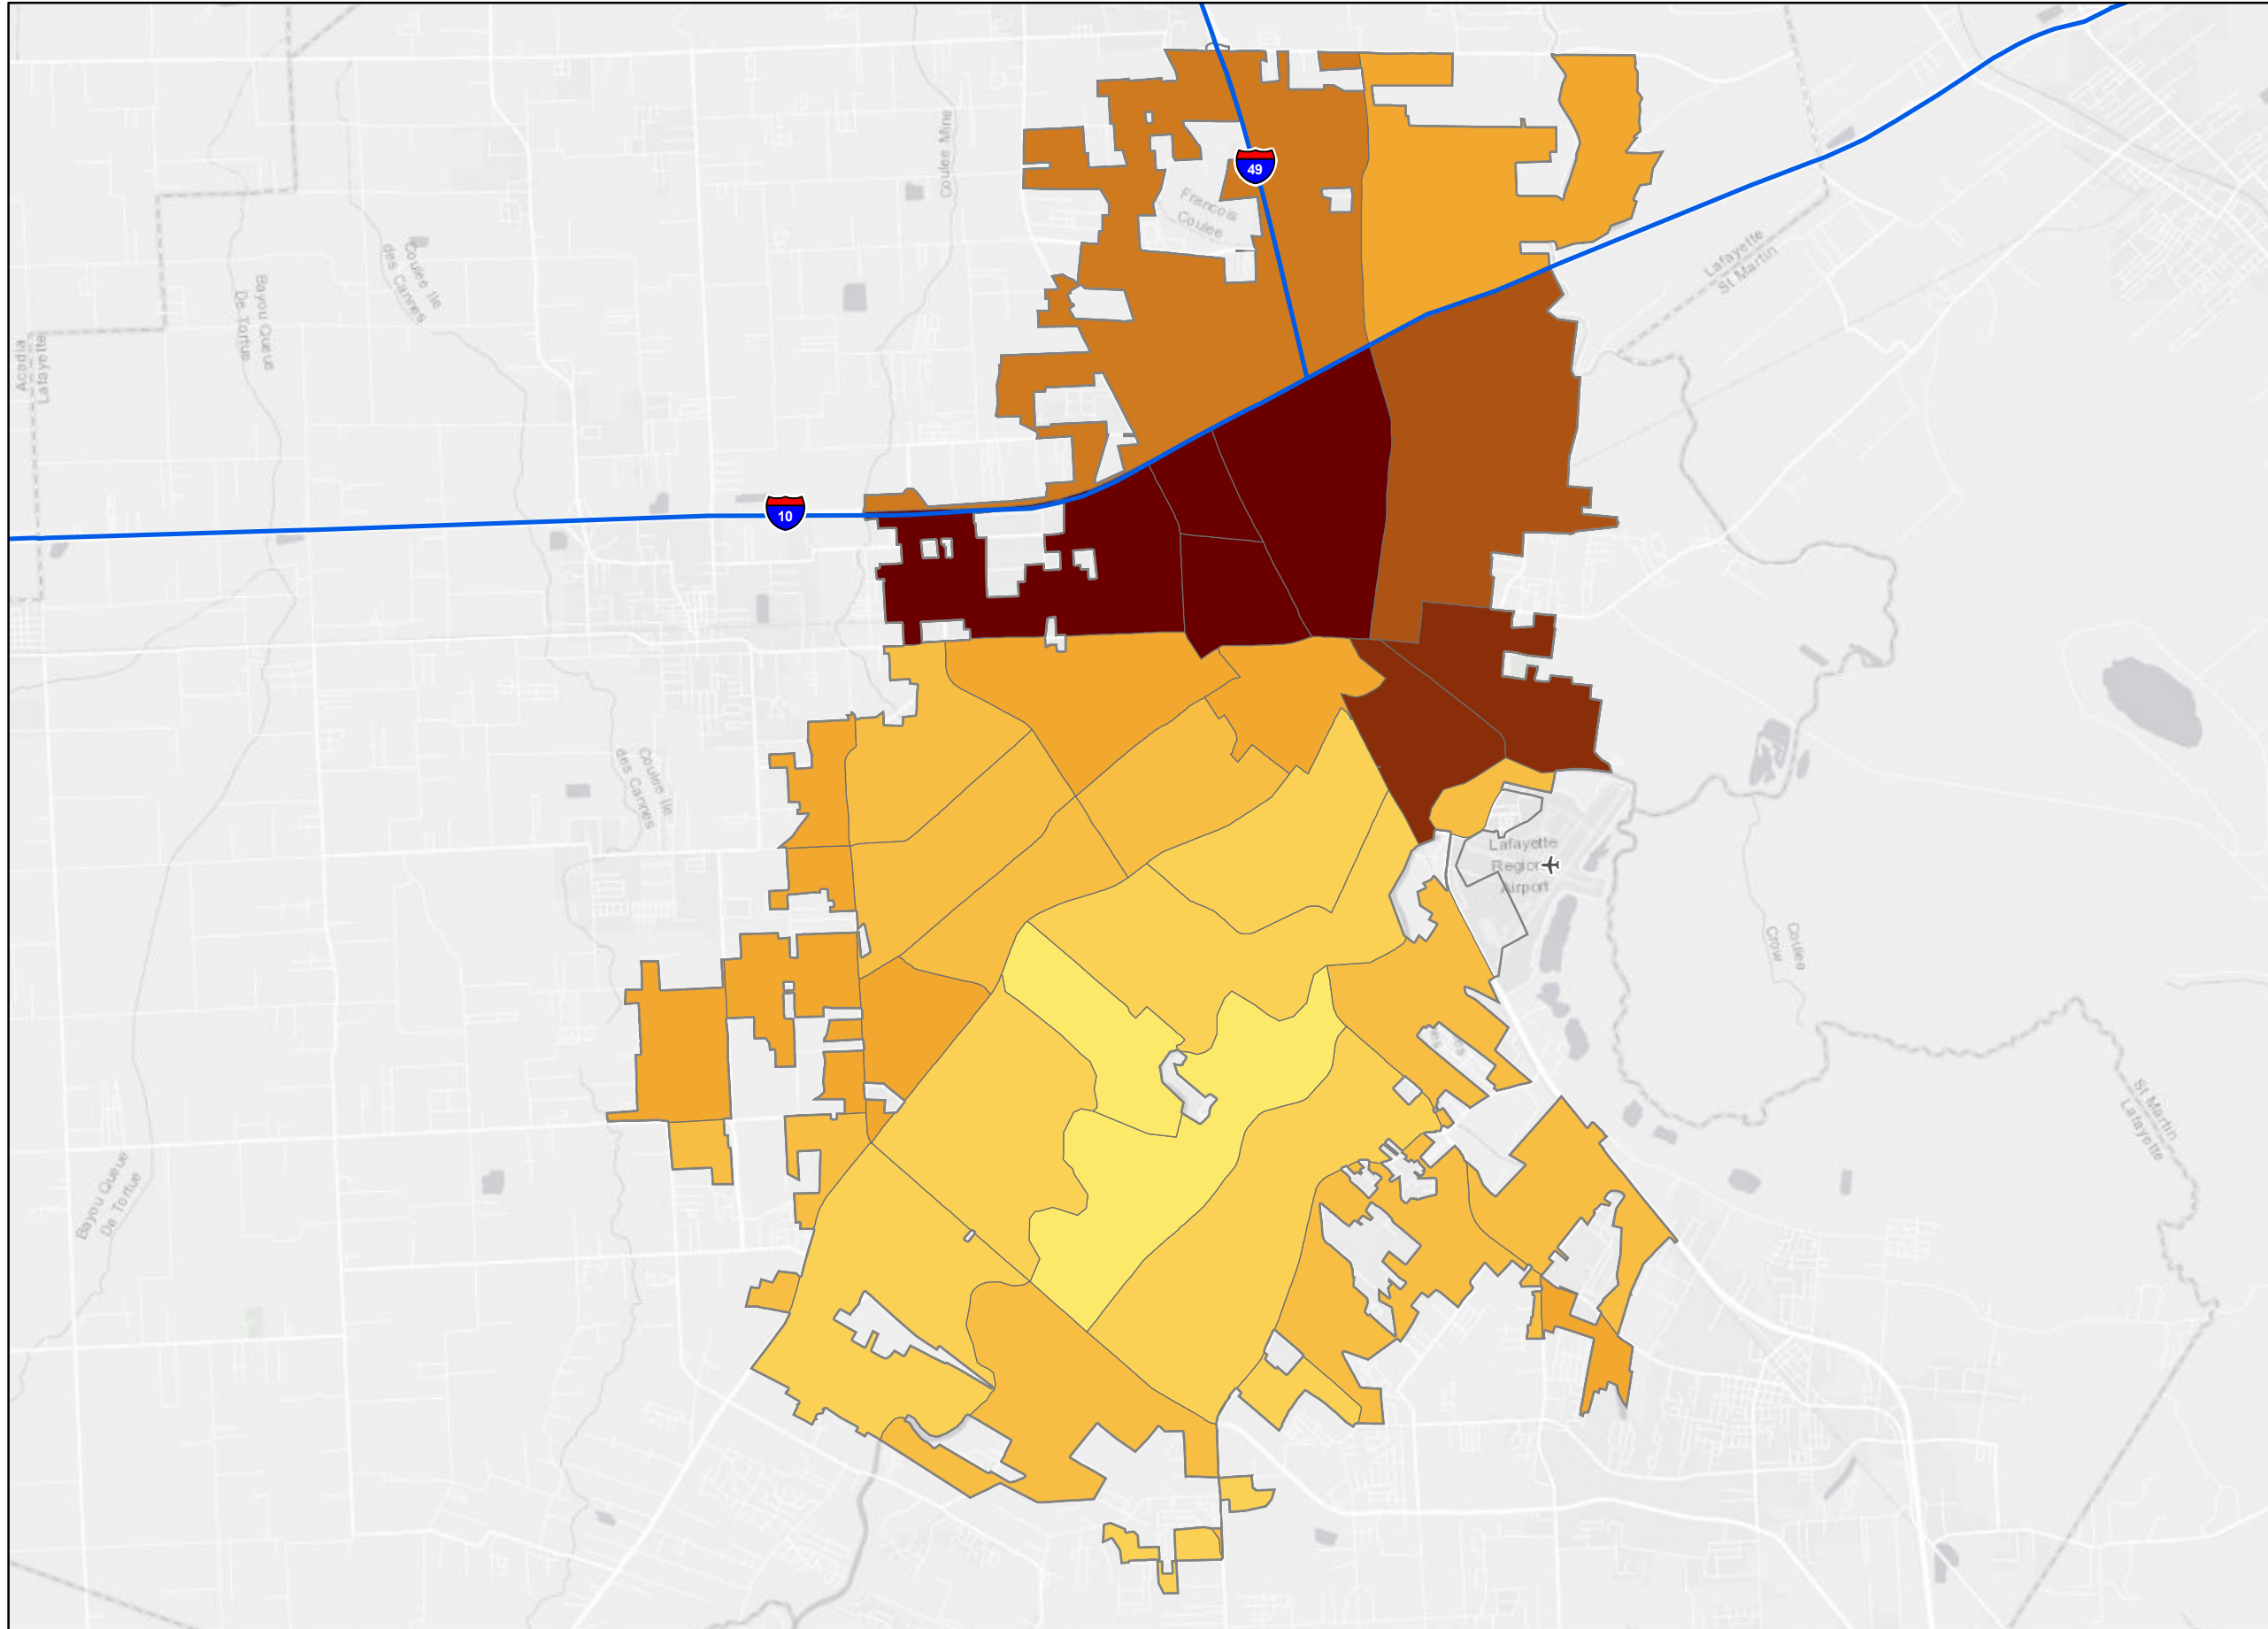 Coulee Mine
49
Francois
Coulee
Lafayette
St Martin
Coulee Ile
des Cannes
Bayou Queue
De Tortue
Acadia
Lafayette
10
Coulee Ile
des Cannes
Lafayette
Region
Airport
Coulee
Crow
St Martin
Lafayette
Bayou Queue
De Tortue